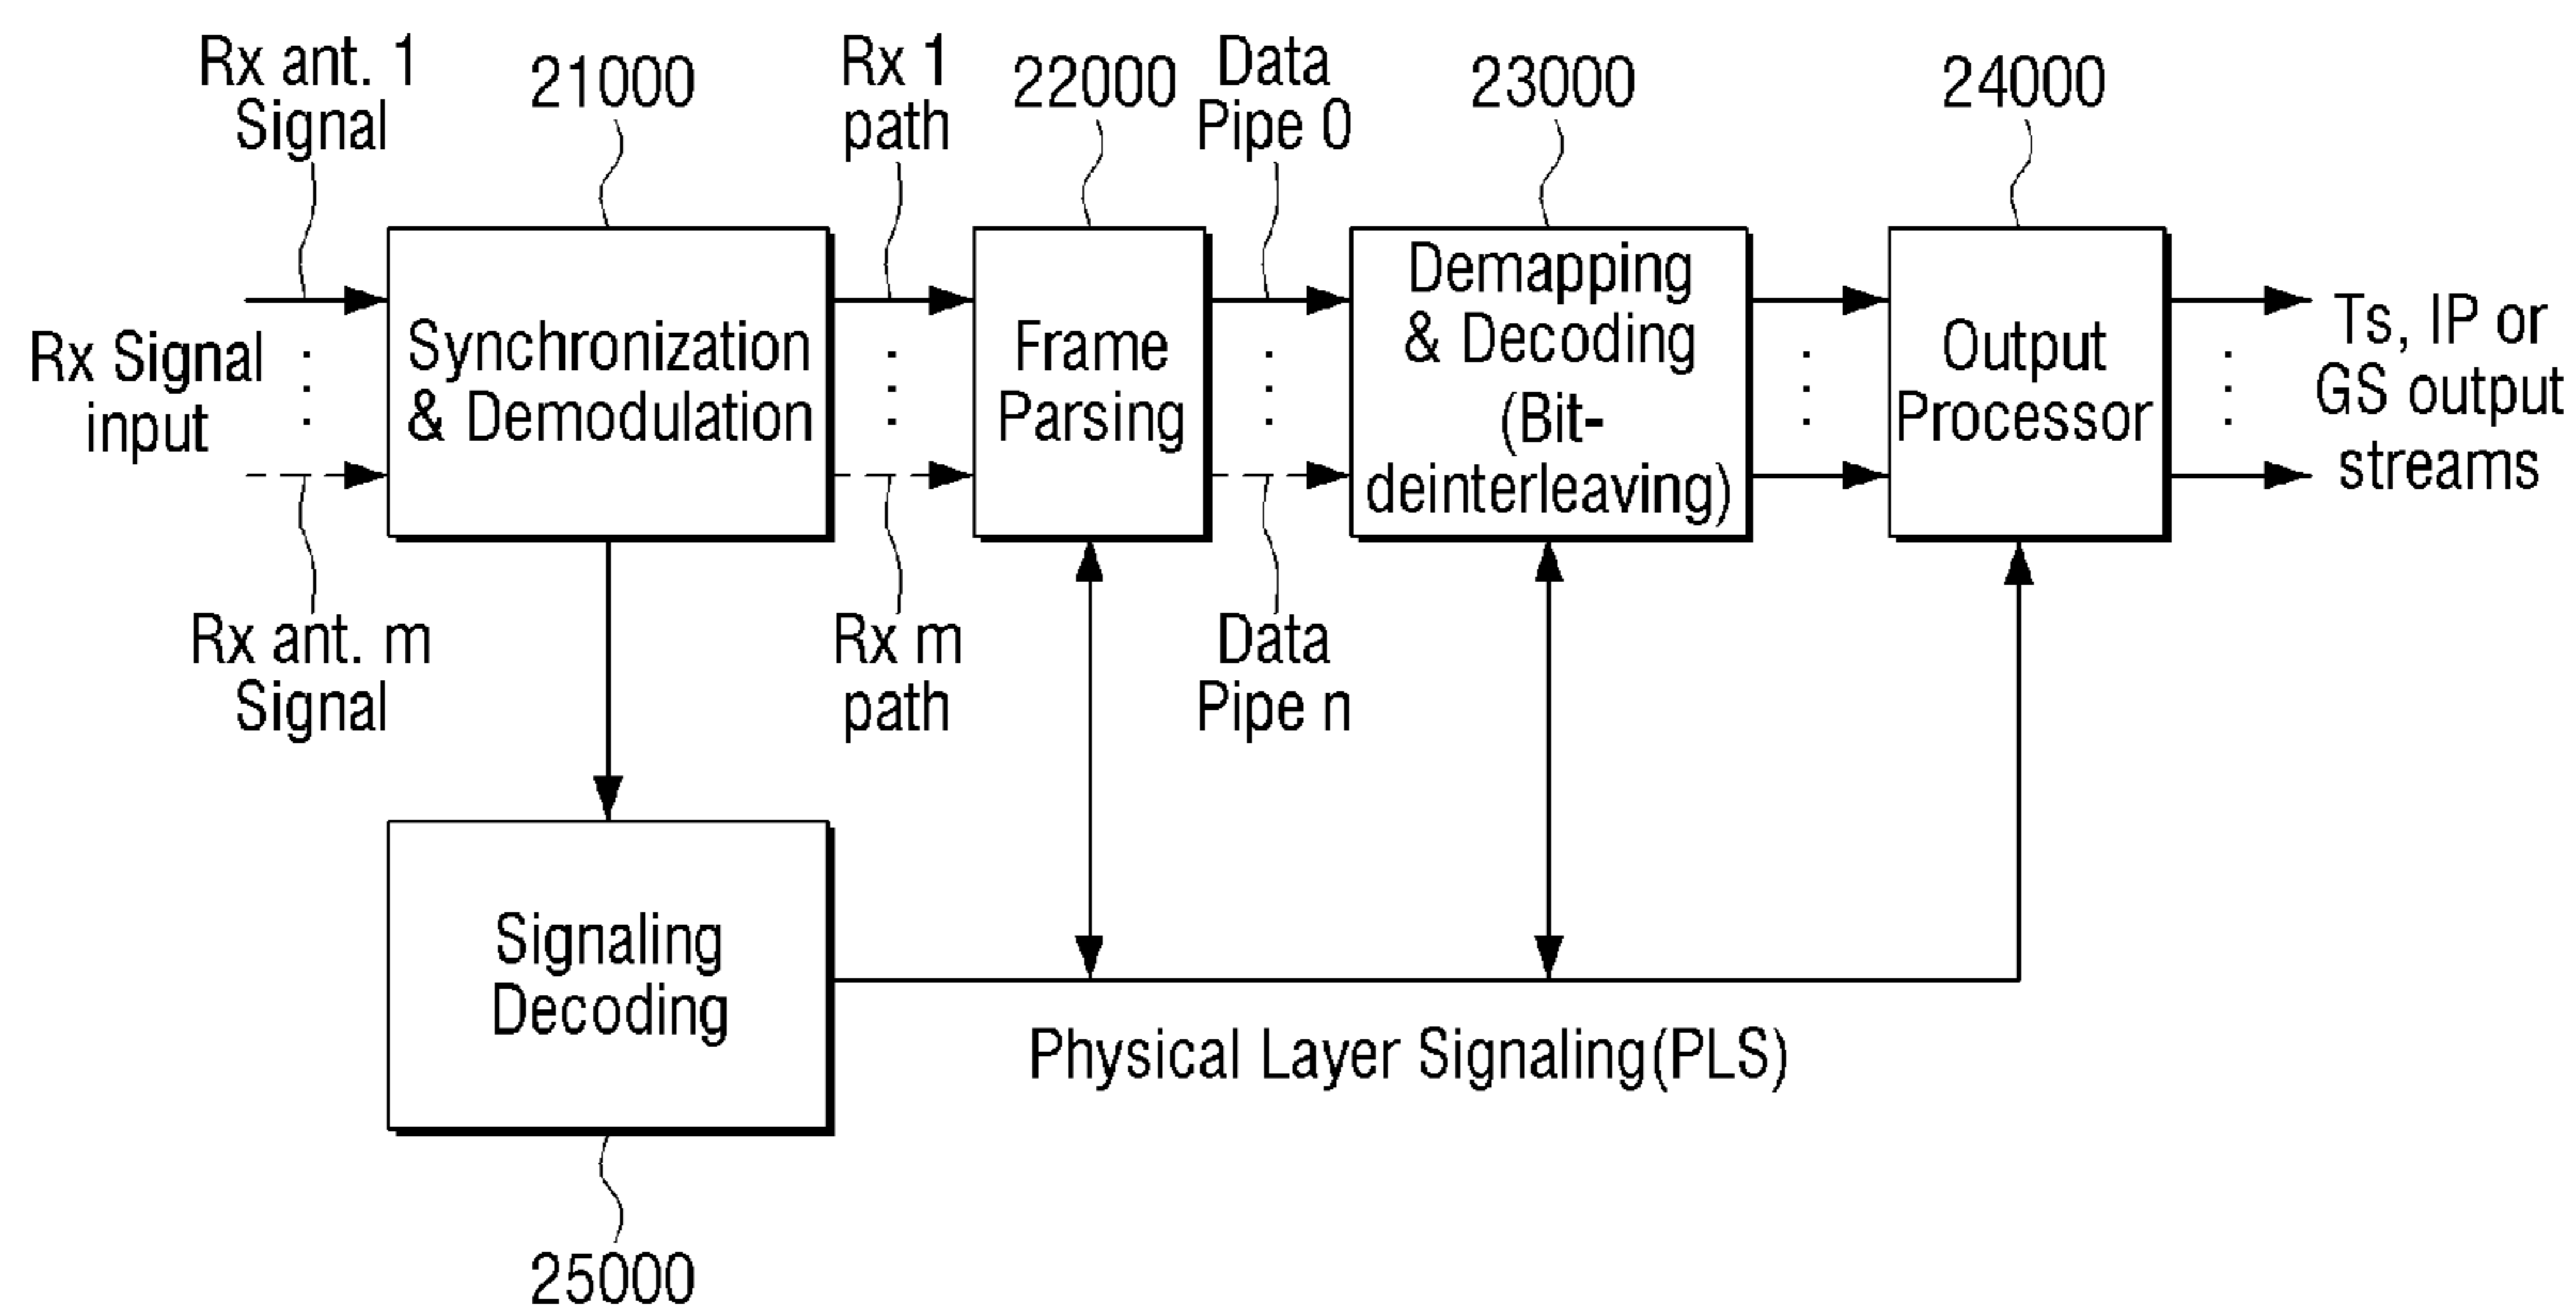 Rx ant. 1
Signal
21000
Rx 1
path
22000
Data
Pipe 0
23000
24000
Rx Signal
input
Synchronization
& Demodulation
Frame
Parsing
Demapping
& Decoding
(Bit-
deinterleaving)
Output
Processor
Ts, IP or
GS output
streams
Rx ant. m
Signal
Rx m
path
Data
Pipe n
Signaling
Decoding
Physical Layer Signaling(PLS)
25000